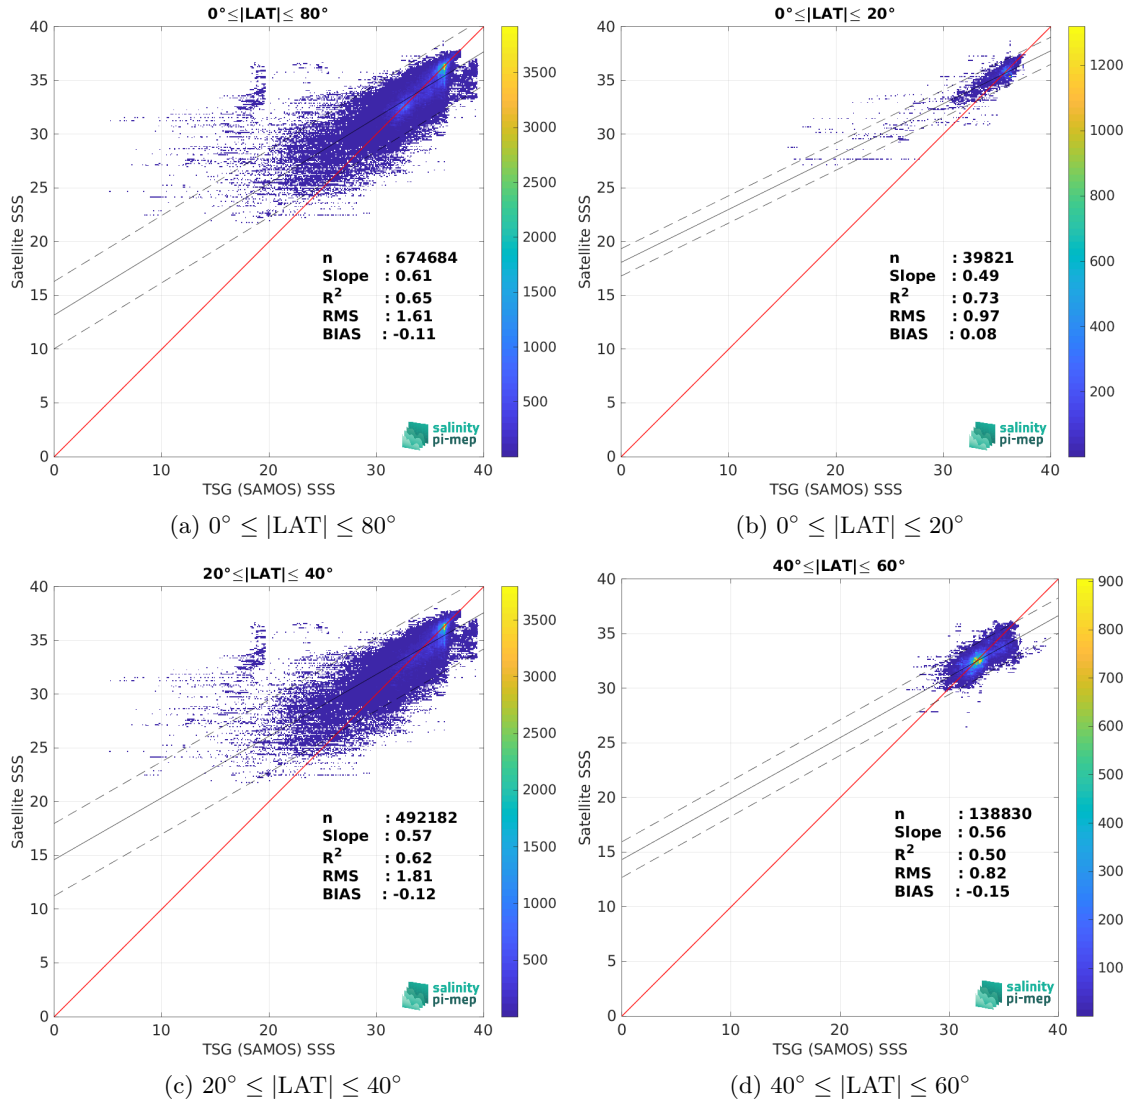 0°≤|LAT|≤ 80°
40
35
30
25
20
15
10
5
0
Satellite SSS
n : 674684
Slope : 0.61
R²  : 0.65
RMS : 1.61
BIAS : -0.11
salinity
pi-mep
0 10 20 30 40
TSG (SAMOS) SSS
3500
3000
2500
2000
1500
1000
500
(a) 0° ≤ |LAT| ≤ 80°
0°≤|LAT|≤ 20°
40
35
30
25
20
15
10
5
0
Satellite SSS
n : 39821
Slope : 0.49
R² : 0.73
RMS : 0.97
BIAS : 0.08
salinity
pi-mep
0 10 20 30 40
TSG (SAMOS) SSS
1200
1000
800
600
400
200
(b) 0° ≤ |LAT| ≤ 20°
20°≤|LAT|≤ 40°
40
35
30
25
20
15
10
5
0
Satellite SSS
n : 492182
Slope : 0.57
R² : 0.62
RMS : 1.81
BIAS : -0.12
salinity
pi-mep
0 10 20 30 40
TSG (SAMOS) SSS
3500
3000
2500
2000
1500
1000
500
(c) 20° ≤ |LAT| ≤ 40°
40°≤|LAT|≤ 60°
40
35
30
25
20
15
10
5
0
Satellite SSS
n : 138830
Slope : 0.56
R² : 0.50
RMS : 0.82
BIAS : -0.15
salinity
pi-mep
0 10 20 30 40
TSG (SAMOS) SSS
900
800
700
600
500
400
300
200
100
(d) 40° ≤ |LAT| ≤ 60°